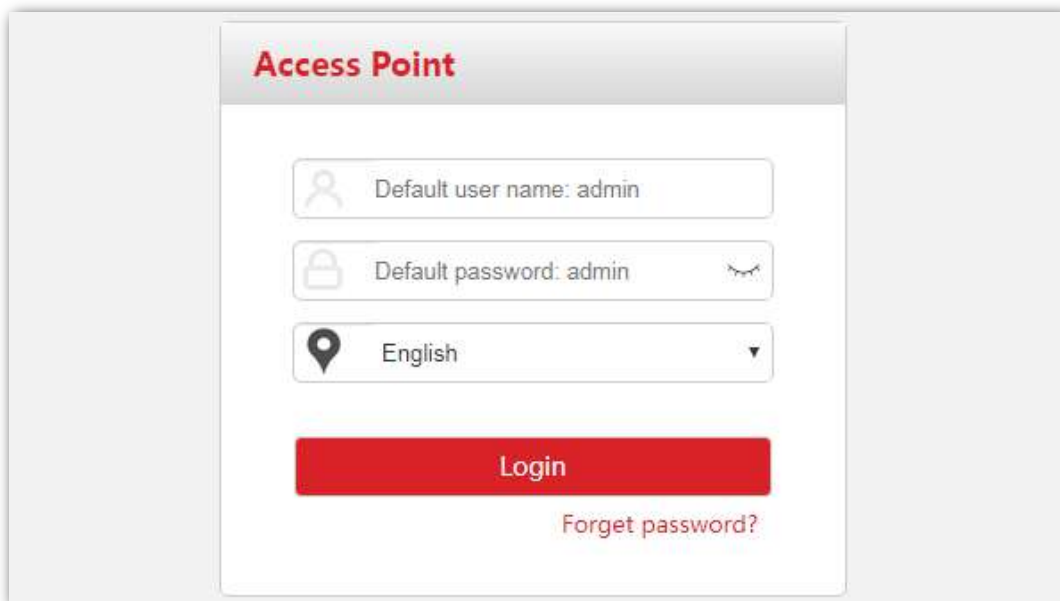 Access Point
Default user name: admin
Default password: admin
English
Login
Forget password?